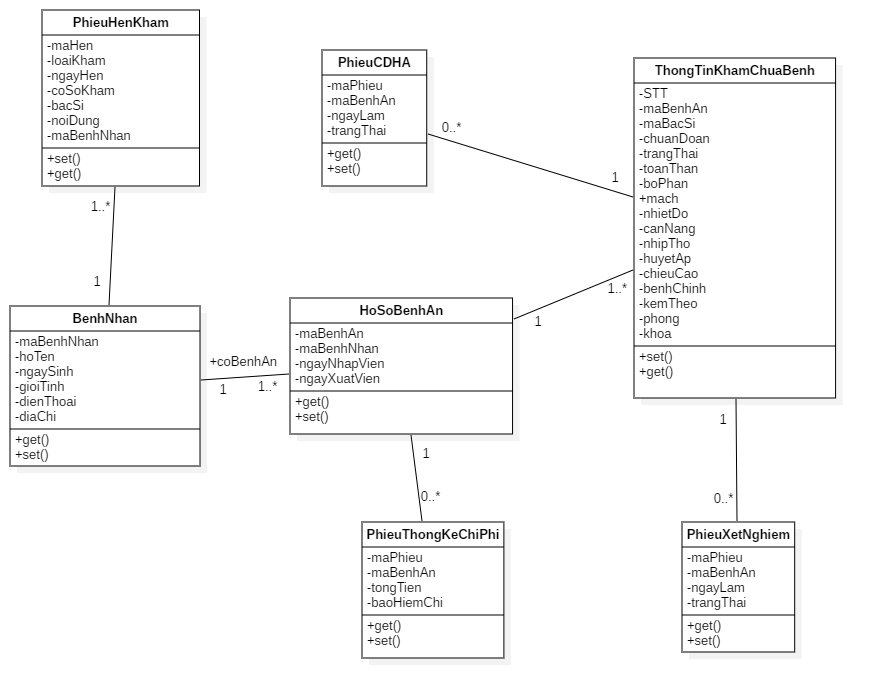 PhieuHenKham
-maHen
-loaiKham
-ngayHen
-coSoKham
-bacSi
-noiDung
-maBenhNhan
+set()
+get()
PhieuCDHA
-maPhieu
-maBenhAn
-ngayLam
-trangThai
+get()
+set()
0..*
1
ThongTinKhamChuaBenh
-STT
-maBenhAn
-maBacSi
-chuanDoan
-trangThai
-toanThan
-boPhan
+mach
-nhietDo
-canNang
-nhipTho
-huyetAp
-chieuCao
-benhChinh
-kemTheo
-phong
-khoa
+set()
+get()
1..*
1
BenhNhan
-maBenhNhan
-hoTen
-ngaySinh
-gioiTinh
-dienThoai
-diaChi
+get()
+set()
+coBenhAn
1
1..*
HoSoBenhAn
-maBenhAn
-maBenhNhan
-ngayNhapVien
-ngayXuatVien
+get()
+set()
1
1..*
1
0..*
PhieuThongKeChiPhi
-maPhieu
-maBenhAn
-tongTien
-baoHiemChi
+get()
+set()
1
0..*
PhieuXetNghiem
-maPhieu
-maBenhAn
-ngayLam
-trangThai
+get()
+set()